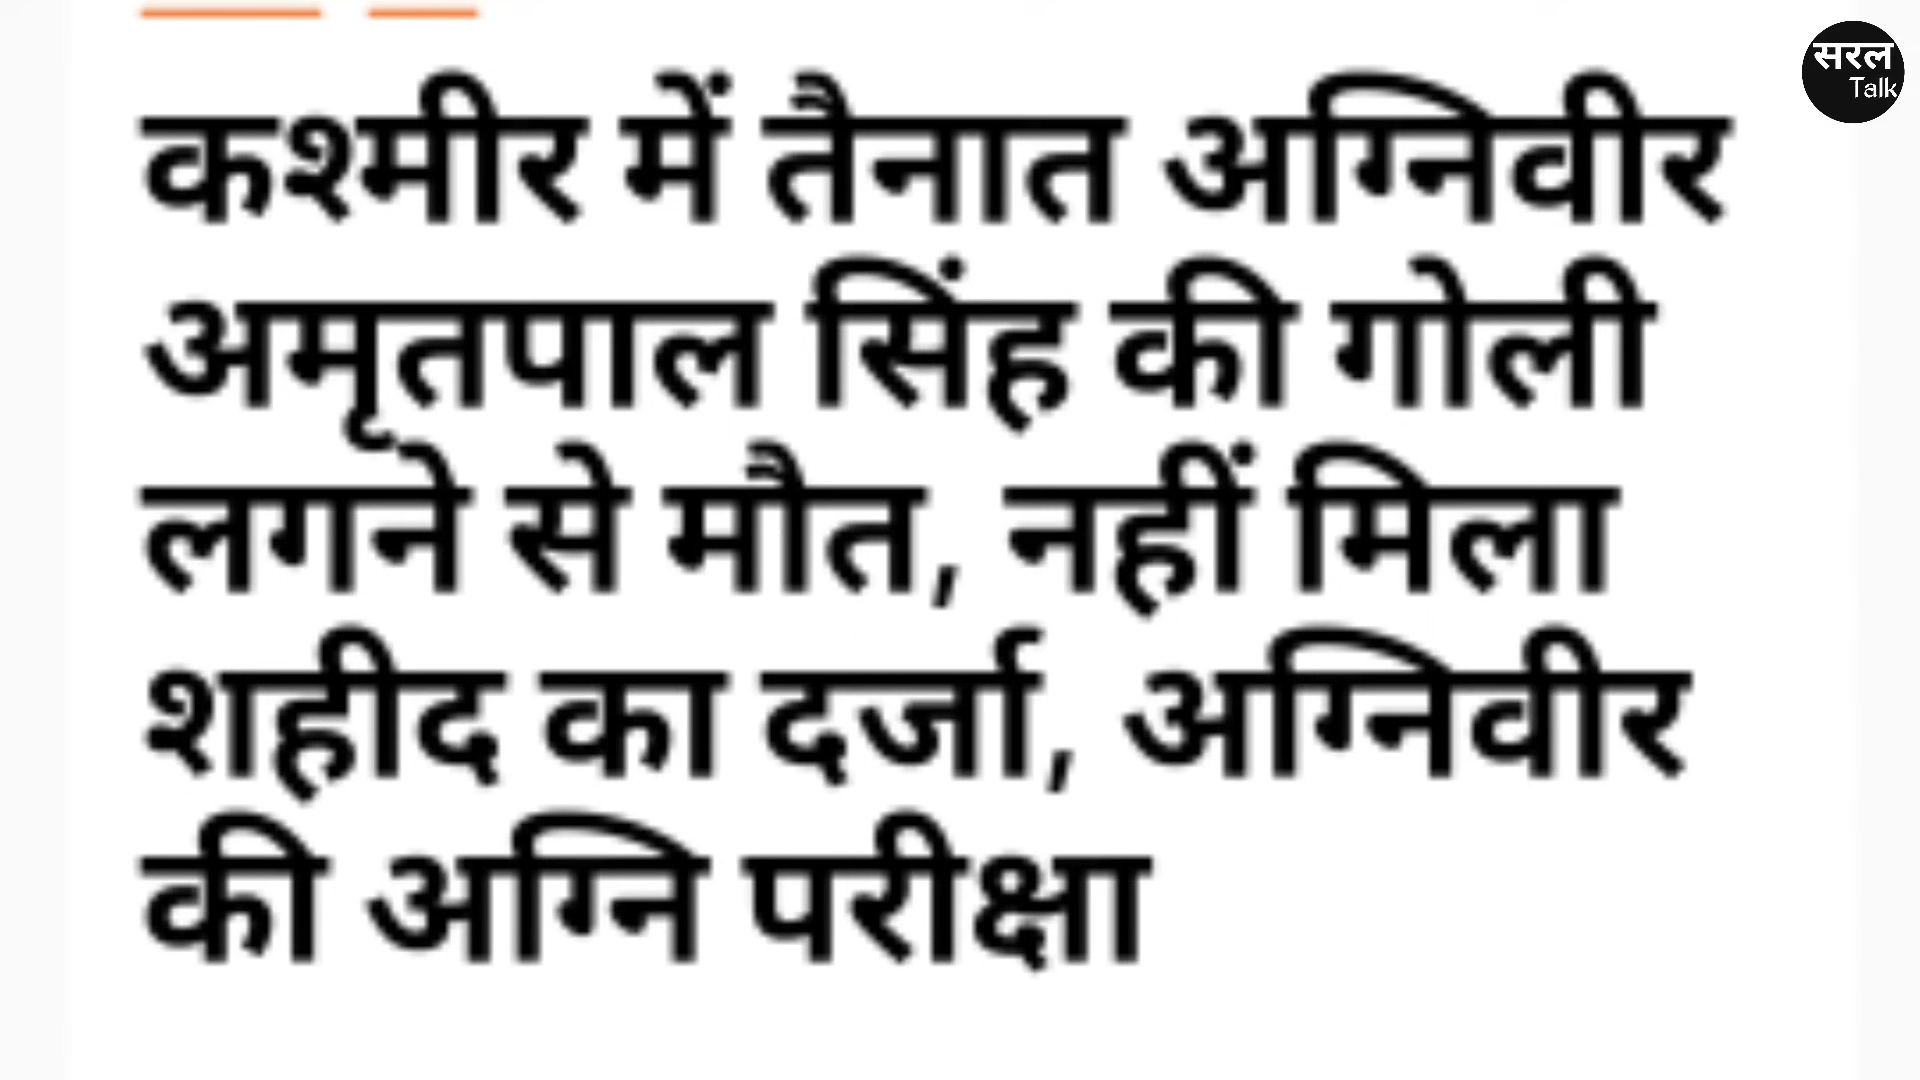 सरल
Talk
कश्मीर में तैनात अग्निवीर
अमृतपाल सिंह की गोली
लगने से मौत, नहीं मिला
शहीद का दर्जा, अग्निवीर
की अग्नि परीक्षा